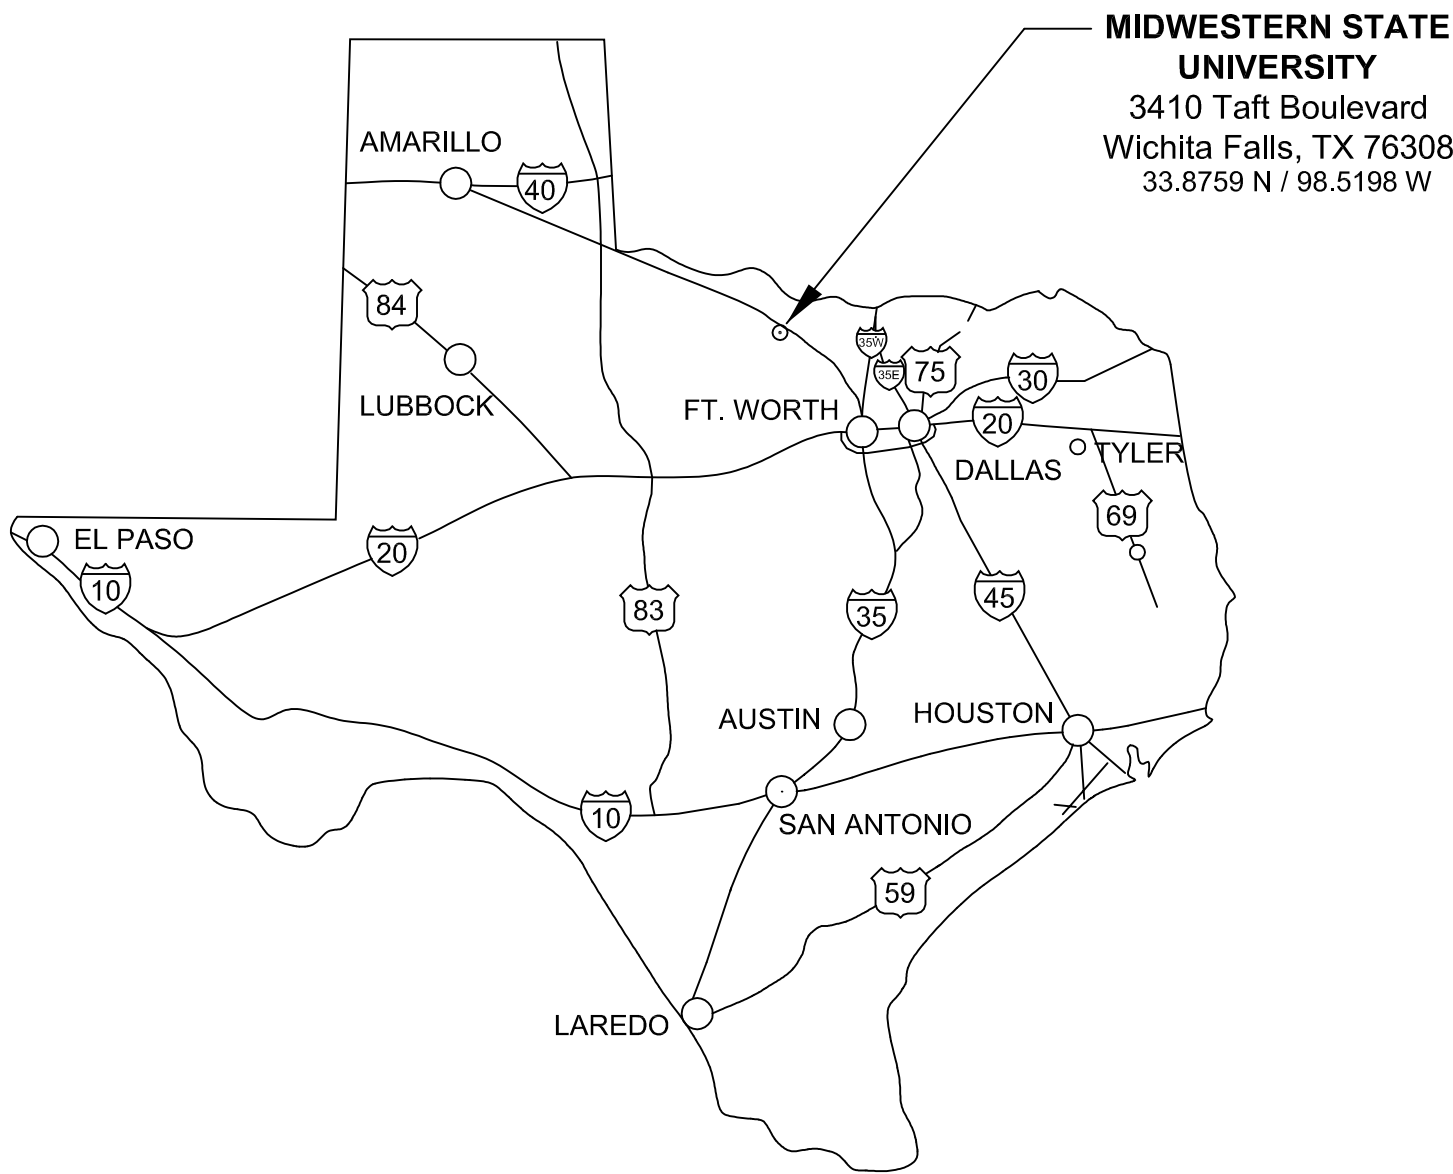 MIDWESTERN STATE
UNIVERSITY
3410 Taft Boulevard
Wichita Falls, TX 76308
33.8759 N / 98.5198 W
AMARILLO
40
84
LUBBOCK
35W
35E
75
30
FT. WORTH
20
DALLAS
TYLER
69
EL PASO
10
20
83
35
45
AUSTIN
HOUSTON
10
SAN ANTONIO
59
LAREDO